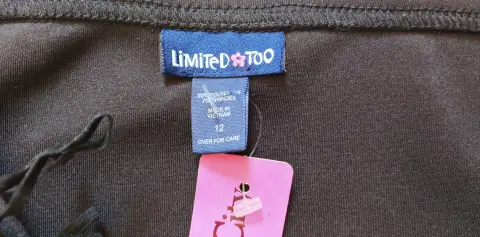 LiMiTeD TOO
MADE IN
VIETNAM
12
OVER FOR CARE